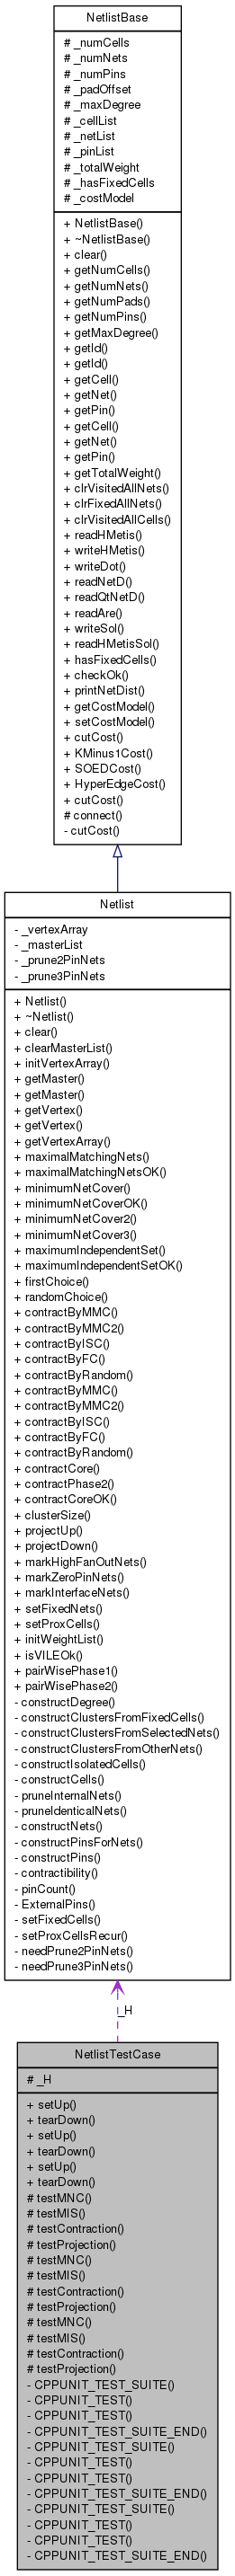 NetlistBase
# _numCells
# _numNets
# _numPins
# _padOffset
# _maxDegree
# _cellList
# _netList
# _pinList
# _totalWeight
# _hasFixedCells
# _costModel
+ NetlistBase()
+ ~NetlistBase()
+ clear()
+ getNumCells()
+ getNumNets()
+ getNumPads()
+ getNumPins()
+ getMaxDegree()
+ getId()
+ getId()
+ getCell()
+ getNet()
+ getPin()
+ getCell()
+ getNet()
+ getPin()
+ getTotalWeight()
+ clrVisitedAllNets()
+ clrFixedAllNets()
+ clrVisitedAllCells()
+ readHMetis()
+ writeHMetis()
+ writeDot()
+ readNetD()
+ readQtNetD()
+ readAre()
+ writeSol()
+ readHMetisSol()
+ hasFixedCells()
+ checkOk()
+ printNetDist()
+ getCostModel()
+ setCostModel()
+ cutCost()
+ KMinus1Cost()
+ SOEDCost()
+ HyperEdgeCost()
+ cutCost()
# connect()
- cutCost()
Netlist
- _vertexArray
- _masterList
- _prune2PinNets
- _prune3PinNets
+ Netlist()
+ ~Netlist()
+ clear()
+ clearMasterList()
+ initVertexArray()
+ getMaster()
+ getMaster()
+ getVertex()
+ getVertex()
+ getVertexArray()
+ maximalMatchingNets()
+ maximalMatchingNetsOK()
+ minimumNetCover()
+ minimumNetCoverOK()
+ minimumNetCover2()
+ minimumNetCover3()
+ maximumIndependentSet()
+ maximumIndependentSetOK()
+ firstChoice()
+ randomChoice()
+ contractByMMC()
+ contractByMMC2()
+ contractByISC()
+ contractByFC()
+ contractByRandom()
+ contractByMMC()
+ contractByMMC2()
+ contractByISC()
+ contractByFC()
+ contractByRandom()
+ contractCore()
+ contractPhase2()
+ contractCoreOK()
+ clusterSize()
+ projectUp()
+ projectDown()
+ markHighFanOutNets()
+ markZeroPinNets()
+ markInterfaceNets()
+ setFixedNets()
+ setProxCells()
+ initWeightList()
+ isVILEOk()
+ pairWisePhase1()
+ pairWisePhase2()
- constructDegree()
- constructClustersFromFixedCells()
- constructClustersFromSelectedNets()
- constructClustersFromOtherNets()
- constructIsolatedCells()
- constructCells()
- pruneInternalNets()
- pruneIdenticalNets()
- constructNets()
- constructPinsForNets()
- constructPins()
- contractibility()
- pinCount()
- ExternalPins()
- setFixedCells()
- setProxCellsRecur()
- needPrune2PinNets()
- needPrune3PinNets()
_H
NetlistTestCase
# _H
+ setUp()
+ tearDown()
+ setUp()
+ tearDown()
+ setUp()
+ tearDown()
# testMNC()
# testMIS()
# testContraction()
# testProjection()
# testMNC()
# testMIS()
# testContraction()
# testProjection()
# testMNC()
# testMIS()
# testContraction()
# testProjection()
- CPPUNIT_TEST_SUITE()
- CPPUNIT_TEST()
- CPPUNIT_TEST()
- CPPUNIT_TEST_SUITE_END()
- CPPUNIT_TEST_SUITE()
- CPPUNIT_TEST()
- CPPUNIT_TEST()
- CPPUNIT_TEST_SUITE_END()
- CPPUNIT_TEST_SUITE()
- CPPUNIT_TEST()
- CPPUNIT_TEST()
- CPPUNIT_TEST_SUITE_END()